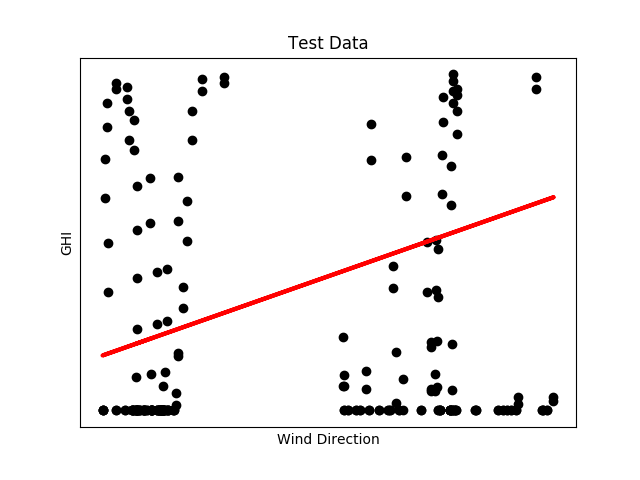 Test Data
GHI
Wind Direction